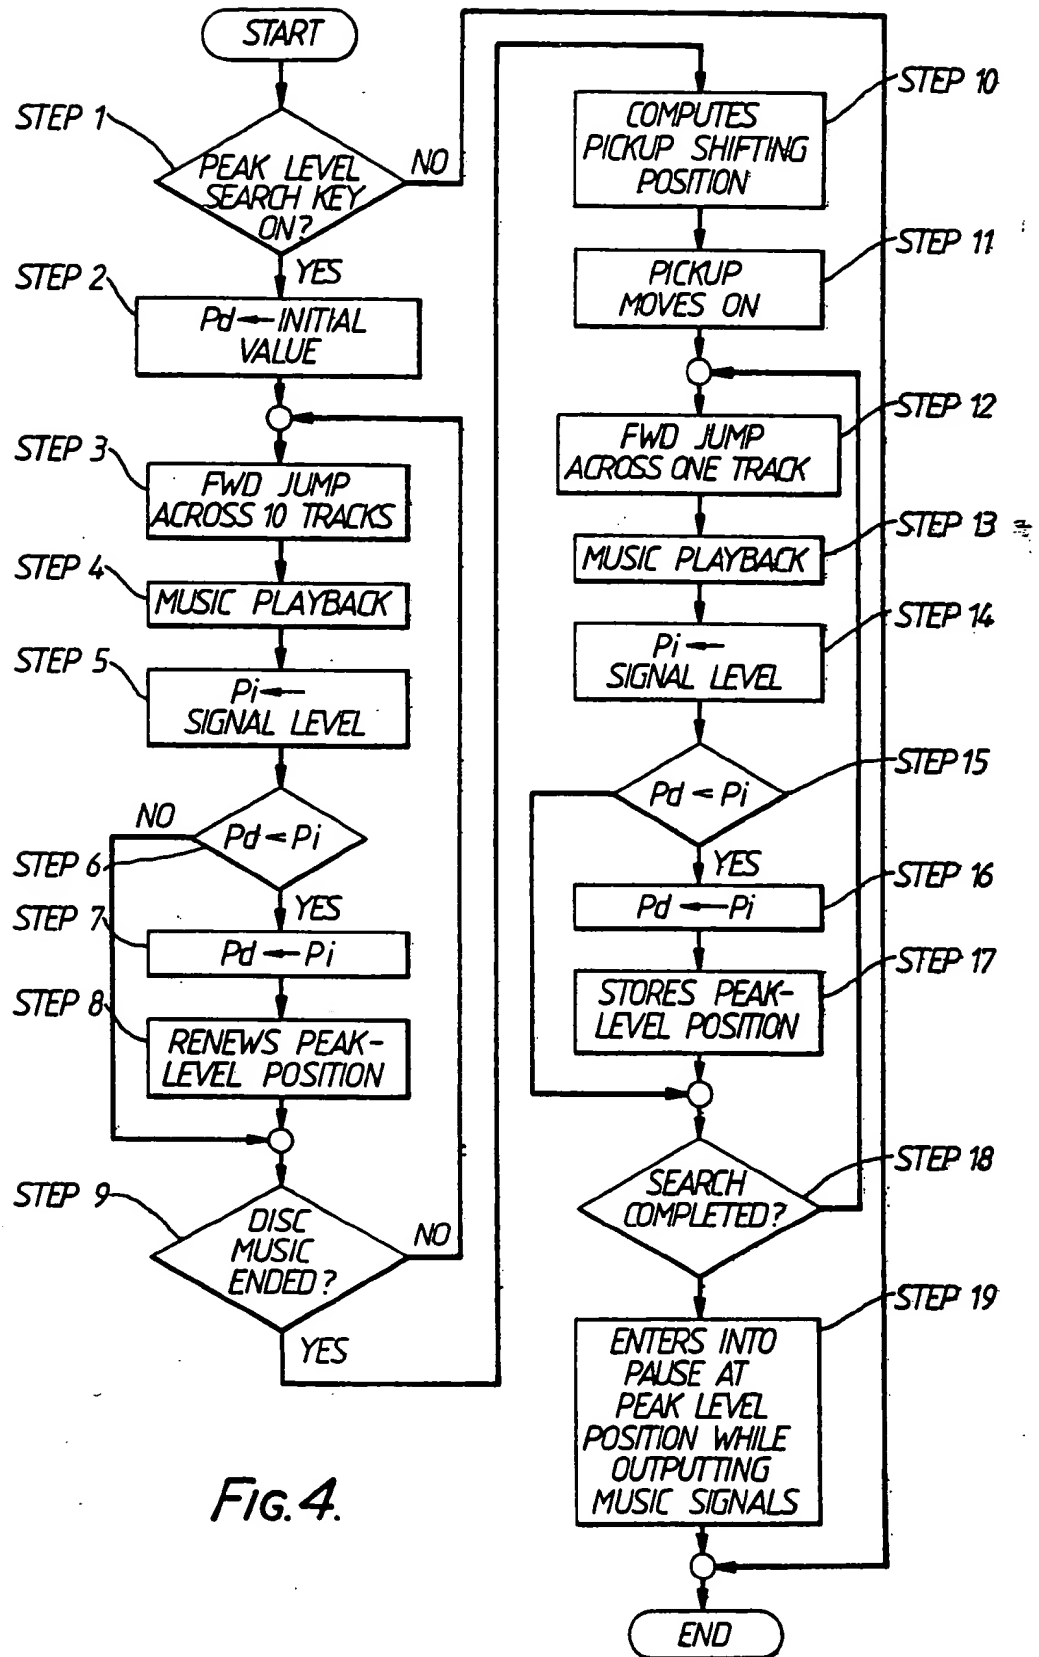 START
STEP 1
PEAK LEVEL
SEARCH KEY
ON?
NO
YES
STEP 2
Pd ← INITIAL
VALUE
STEP 3
FWD JUMP
ACROSS 10 TRACKS
STEP 4
MUSIC PLAYBACK
STEP 5
Pi ←
SIGNAL LEVEL
STEP 6
Pd < Pi
NO
YES
STEP 7
Pd ← Pi
STEP 8
RENEWS PEAK-
LEVEL POSITION
STEP 9
DISC
MUSIC
ENDED?
NO
YES
STEP 10
COMPUTES
PICKUP SHIFTING
POSITION
STEP 11
PICKUP
MOVES ON
STEP 12
FWD JUMP
ACROSS ONE TRACK
STEP 13
MUSIC PLAYBACK
STEP 14
Pi ←
SIGNAL LEVEL
STEP 15
Pd < Pi
YES
STEP 16
Pd ← Pi
STEP 17
STORES PEAK-
LEVEL POSITION
STEP 18
SEARCH
COMPLETED?
STEP 19
ENTERS INTO
PAUSE AT
PEAK LEVEL
POSITION WHILE
OUTPUTTING
MUSIC SIGNALS
END
FIG. 4.